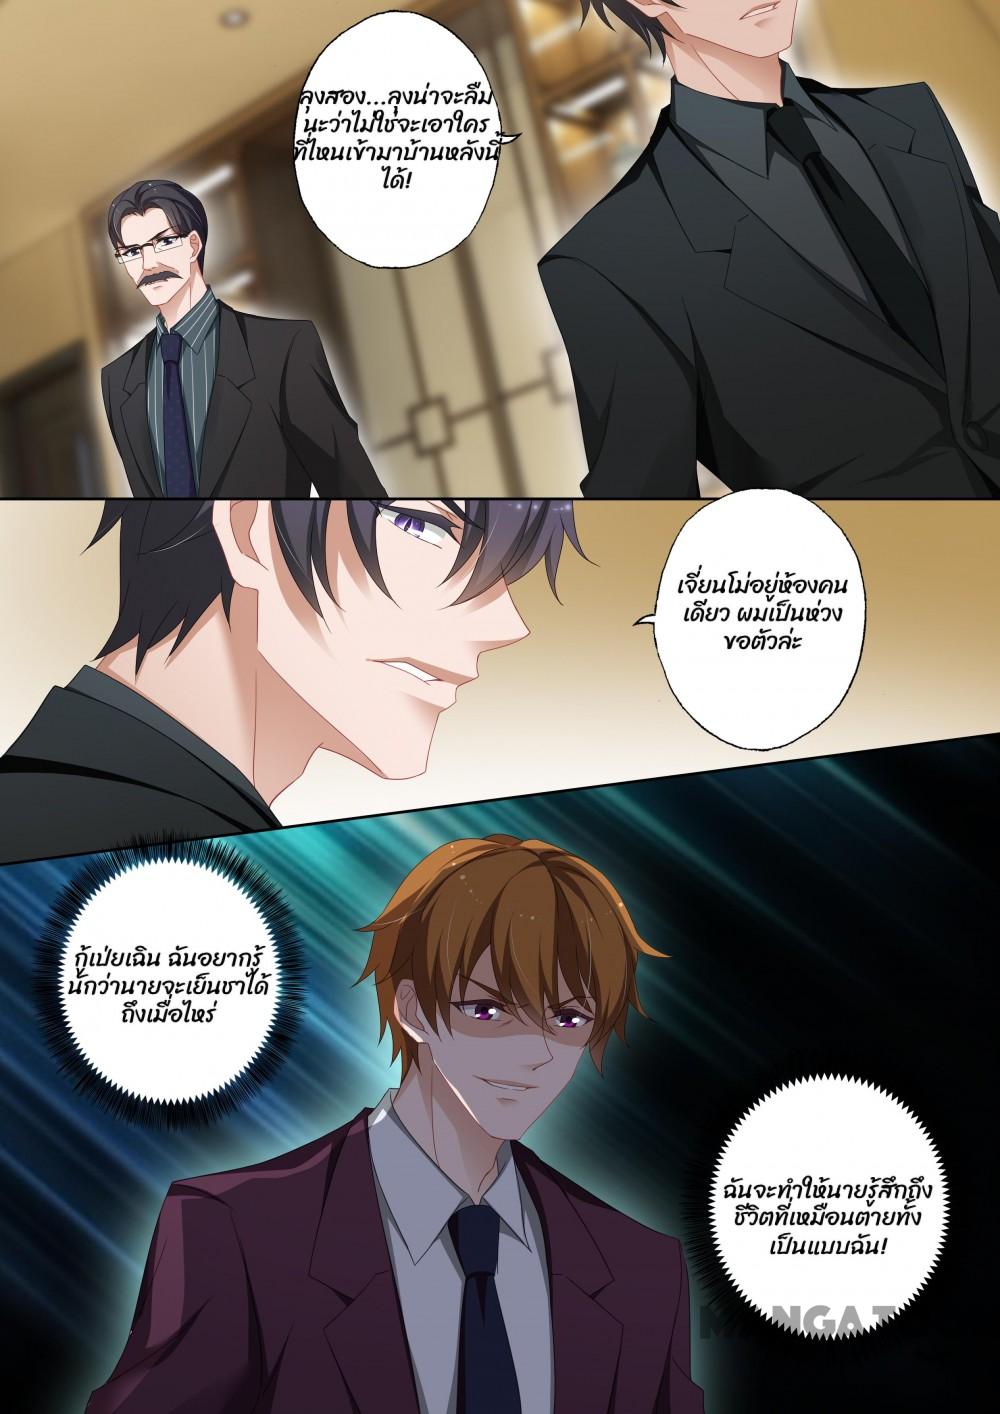 ลุงสอง...ลุงน่าจะลืม
นะว่าไม่ใช่จะเอาใคร
ที่ไหนเข้ามาบ้านหลังนี้
ได้!
เจี่ยนโม่อยู่ห้องคน
เดียว ผมเป็นห่วง
ขอตัวล่ะ
กู้เป่ยเฉิน ฉันอยากรู้
นักว่านายจะเย็นชาได้
ถึงเมื่อไหร่
ฉันจะทำให้นายรู้สึกถึง
ชีวิตที่เหมือนตายทั้ง
เป็นแบบฉัน!